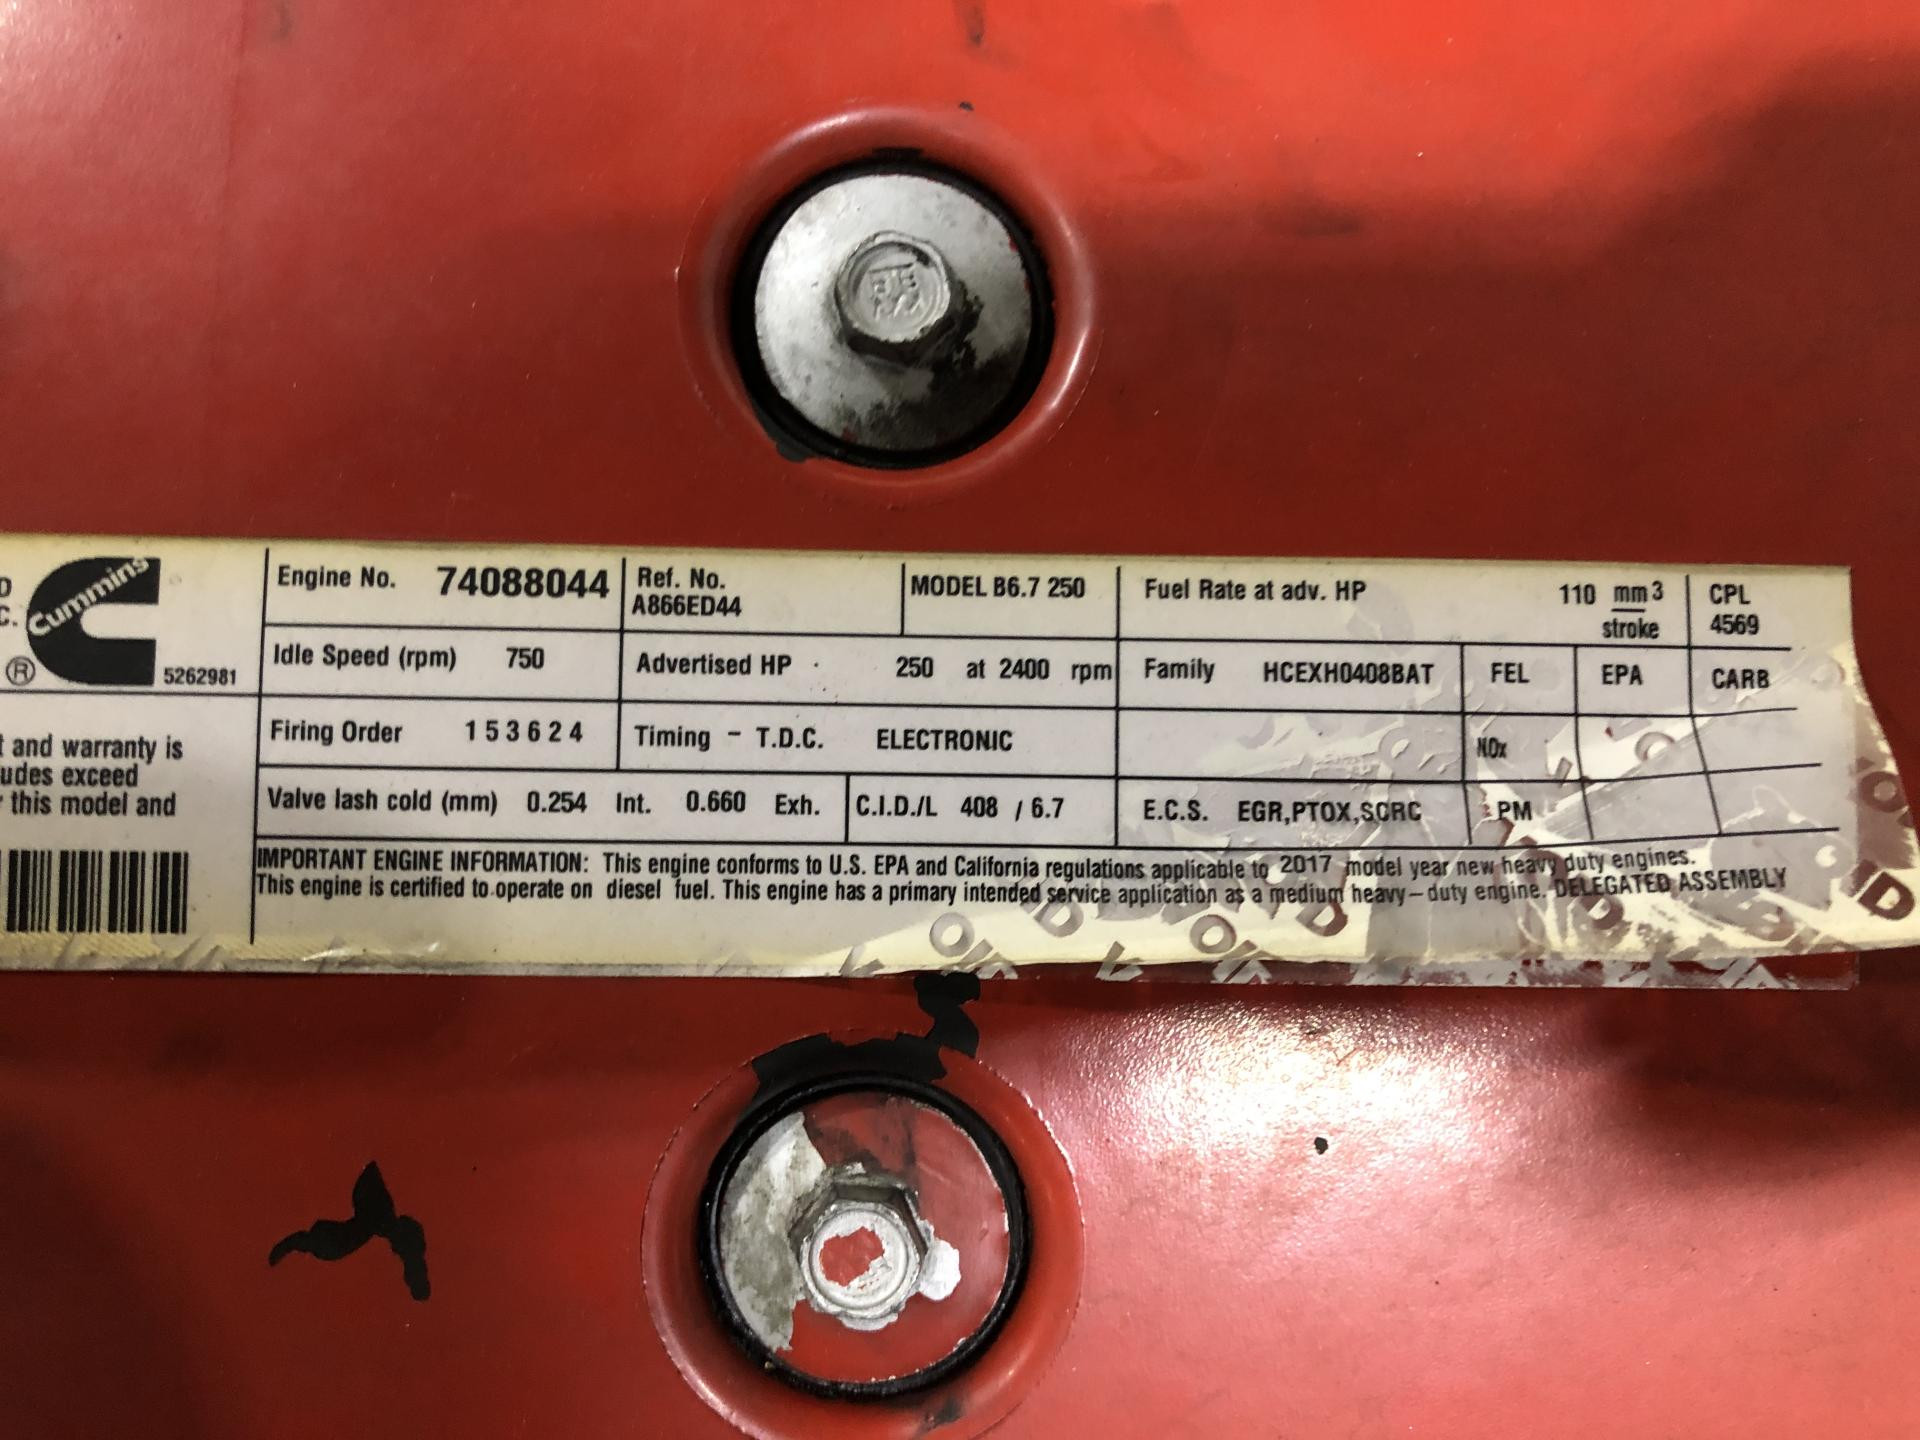 D
C.
Cummins
®
5262981
t and warranty is
udes exceed
this model and
Engine No. 74088044
Ref. No.
A866ED44
MODEL B6.7 250
Fuel Rate at adv. HP 110 mm3
stroke
CPL
4569
Idle Speed (rpm) 750
Advertised HP 250 at 2400 rpm
Family HCEXH0408BAT
FEL
EPA
CARB
Firing Order 1 5 3 6 2 4
Timing - T.D.C. ELECTRONIC
NOx
Valve lash cold (mm) 0.254 Int. 0.660 Exh.
C.I.D./L 408 / 6.7
E.C.S. EGR,PTOX,SCRC
PM
IMPORTANT ENGINE INFORMATION: This engine conforms to U.S. EPA and California regulations applicable to 2017 model year new heavy duty engines.
This engine is certified to operate on diesel fuel. This engine has a primary intended service application as a medium heavy-duty engine. DELEGATED ASSEMBLY